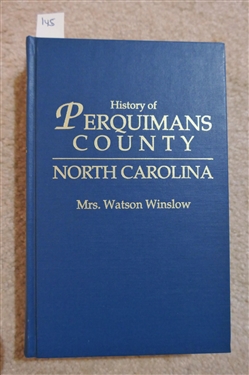 145
History of
PERQUIMANS
COUNTY
NORTH CAROLINA
Mrs. Watson Winslow